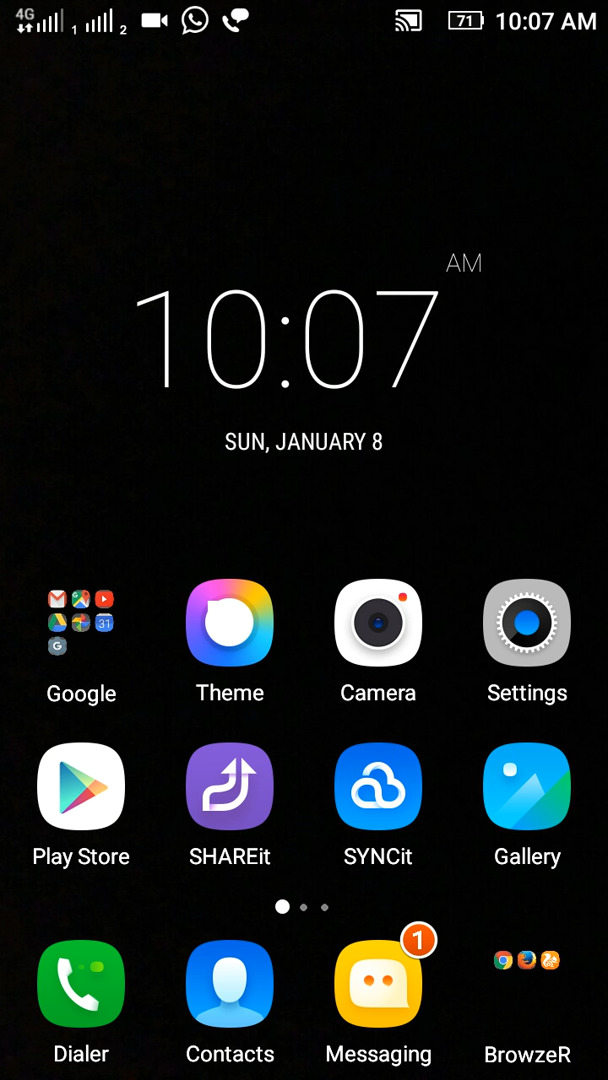 4G 1 2 71 10:07 AM
AM
10:07
SUN, JANUARY 8
31
G
Google Theme Camera Settings
Play Store SHAREit SYNCit Gallery
1
Dialer Contacts Messaging BrowzeR